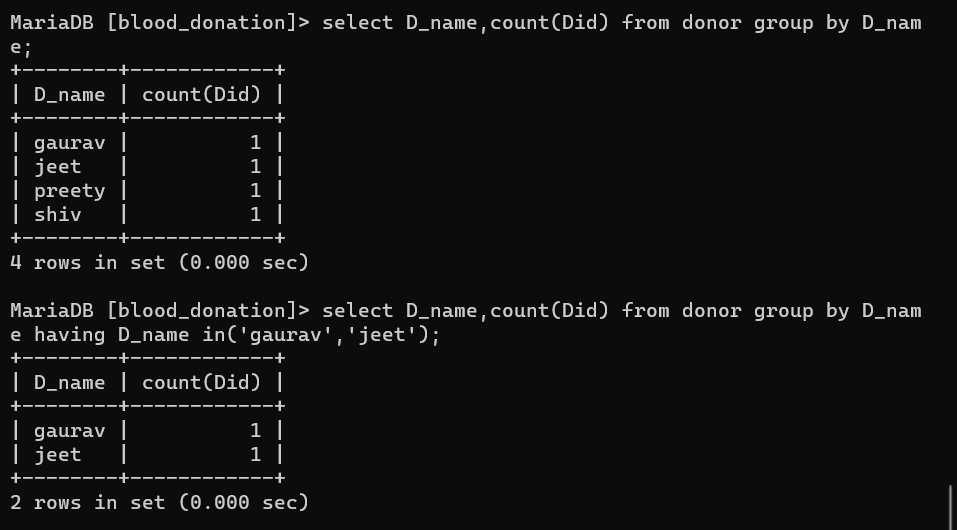 MariaDB [blood_donation]> select D_name,count(Did) from donor group by D_nam
e;
+--------+------------+
| D_name | count(Did) |
+--------+------------+
| gaurav |          1 |
| jeet   |          1 |
| preety |          1 |
| shiv   |          1 |
+--------+------------+
4 rows in set (0.000 sec)

MariaDB [blood_donation]> select D_name,count(Did) from donor group by D_nam
e having D_name in('gaurav','jeet');
+--------+------------+
| D_name | count(Did) |
+--------+------------+
| gaurav |          1 |
| jeet   |          1 |
+--------+------------+
2 rows in set (0.000 sec)